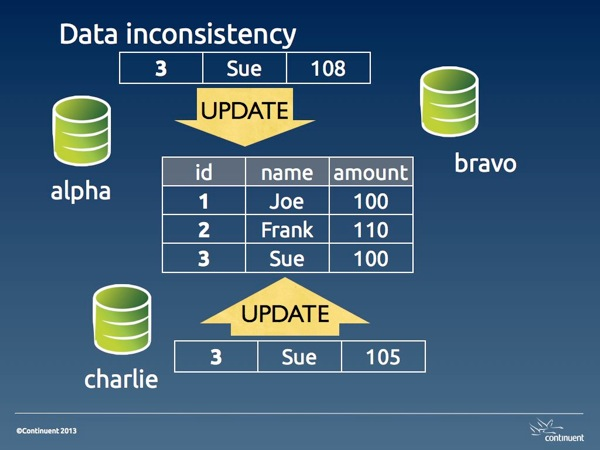 Data inconsistency
3 Sue 108
UPDATE
alpha
bravo
id name amount
1 Joe 100
2 Frank 110
3 Sue 100
UPDATE
3 Sue 105
charlie
©Continuent 2013
continuent